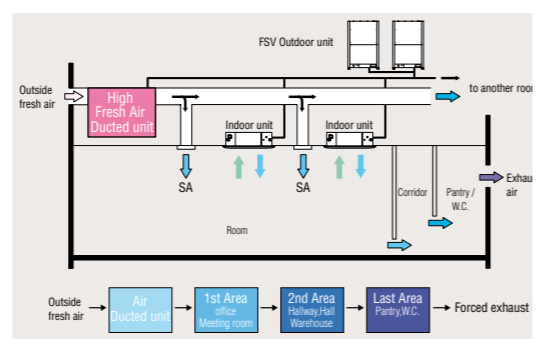 FSV Outdoor unit
Outside
fresh air
High
Fresh Air
Ducted unit
to another roor
Indoor unit
Indoor unit
SA
SA
Corridor
Pantry /
W.C.
Exhau
air
Room
Outside
fresh air
Air
Ducted unit
1st Area
office
Meeting room
2nd Area
Hallway,Hall
Warehouse
Last Area
Pantry,W.C.
Forced exhaust